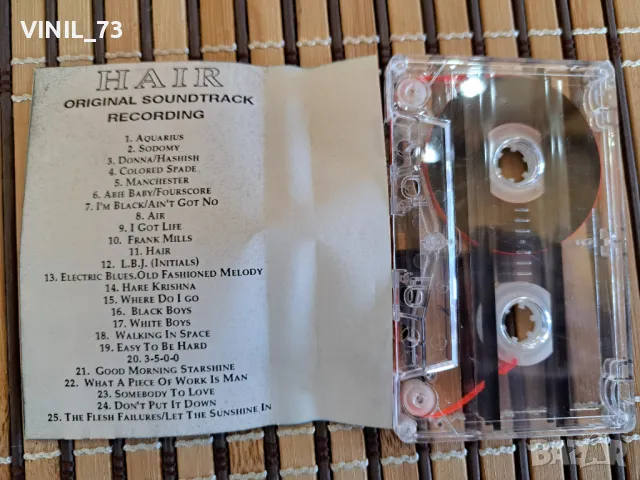 VINIL_73
HAIR
ORIGINAL SOUNDTRACK
RECORDING
1. AQUARIUS
2. SODOMY
3. DONNA/HASHISH
4. COLORED SPADE
5. MANCHESTER
6. ABIE BABY/FOURSCORE
7. I'M BLACK/AIN'T GOT NO
8. AIR
9. I GOT LIFE
10. FRANK MILLS
11. HAIR
12. L.B.J. (INITIALS)
13. ELECTRIC BLUES.OLD FASHIONED MELODY
14. HARE KRISHNA
15. WHERE DO I GO
16. BLACK BOYS
17. WHITE BOYS
18. WALKING IN SPACE
19. EASY TO BE HARD
20. 3-5-0-0
21. GOOD MORNING STARSHINE
22. WHAT A PIECE OF WORK IS MAN
23. SOMEBODY TO LOVE
24. DON'T PUT IT DOWN
25. THE FLESH FAILURES/LET THE SUNSHINE IN
BAZAR